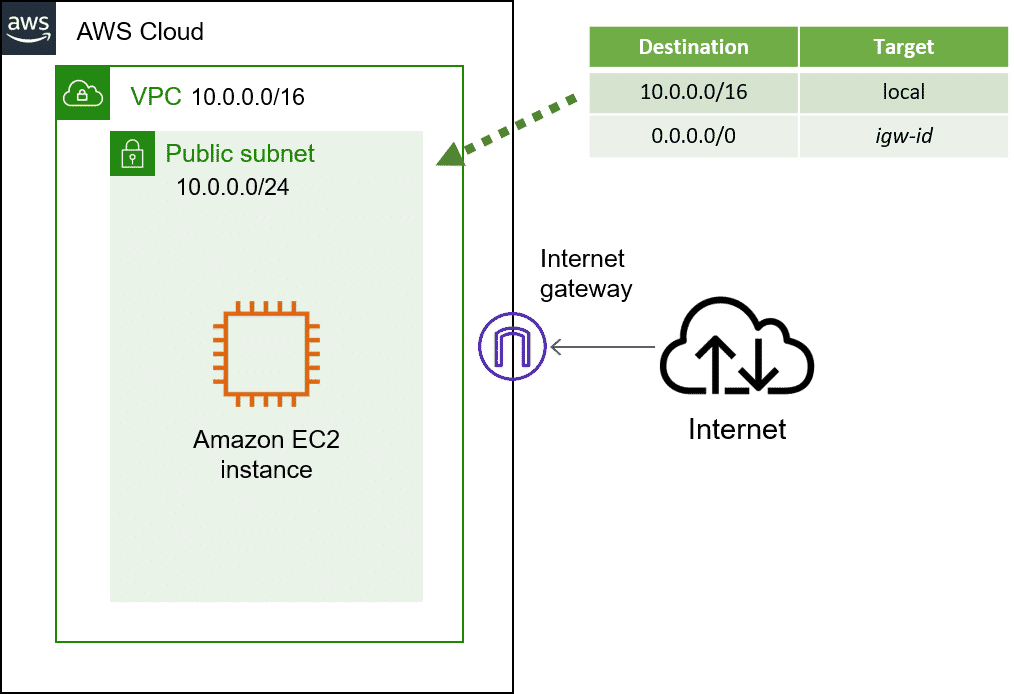 aws
AWS Cloud
VPC 10.0.0.0/16
Public subnet
10.0.0.0/24
Amazon EC2
instance
Destination Target
10.0.0.0/16 local
0.0.0.0/0 igw-id
Internet
gateway
Internet